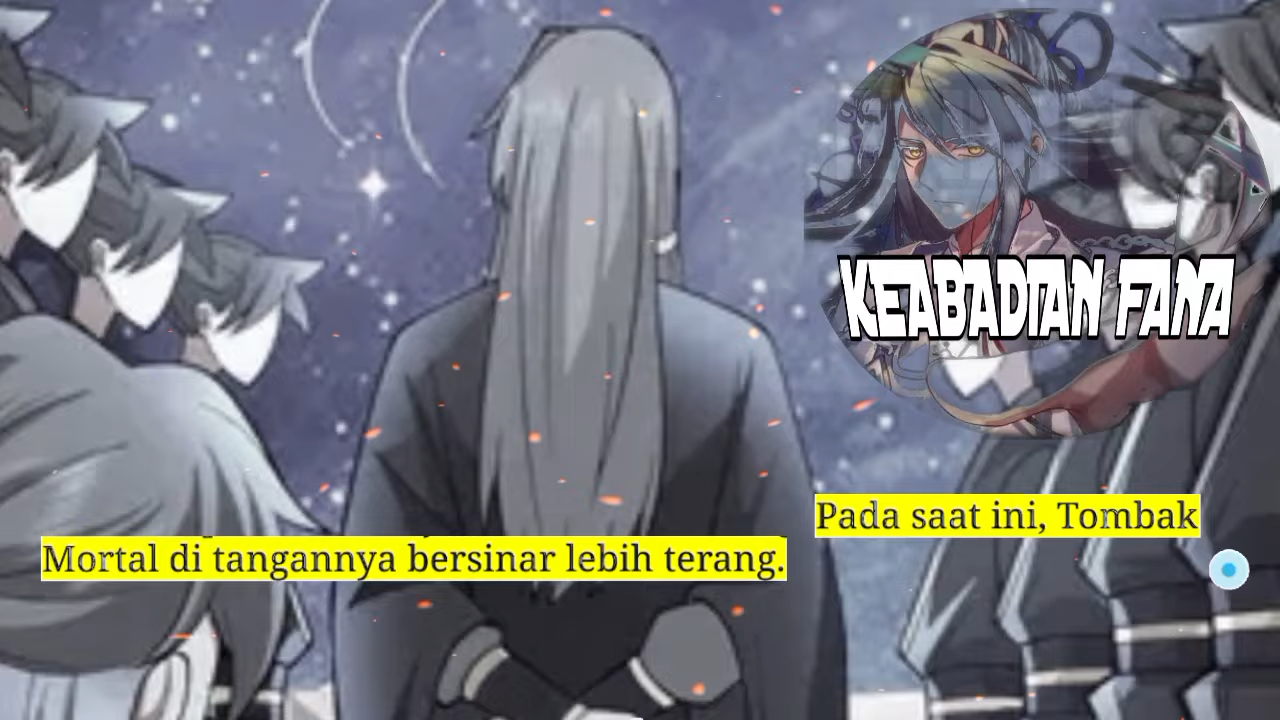 KEABADIAN FANA
Pada saat ini, Tombak
Mortal di tangannya bersinar lebih terang.